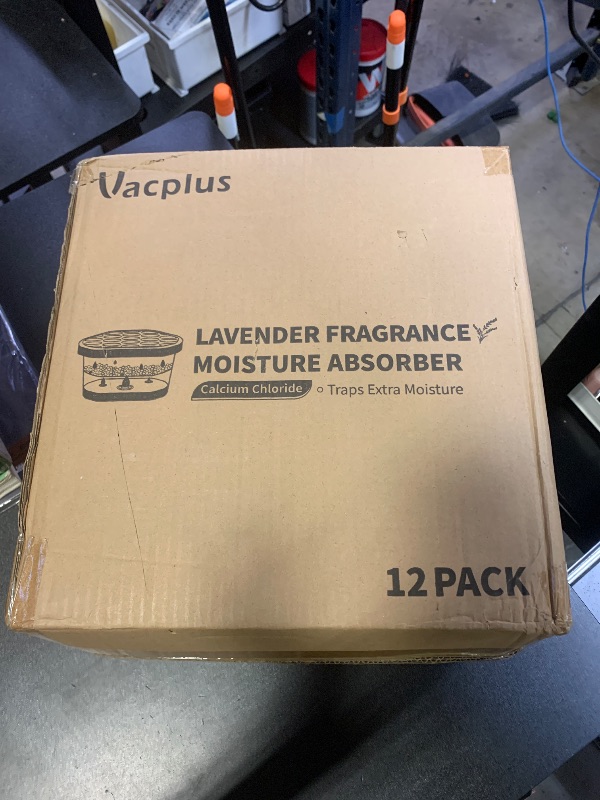 Vacplus
LAVENDER FRAGRANCE
MOISTURE ABSORBER
Calcium Chloride Traps Extra Moisture
12 PACK